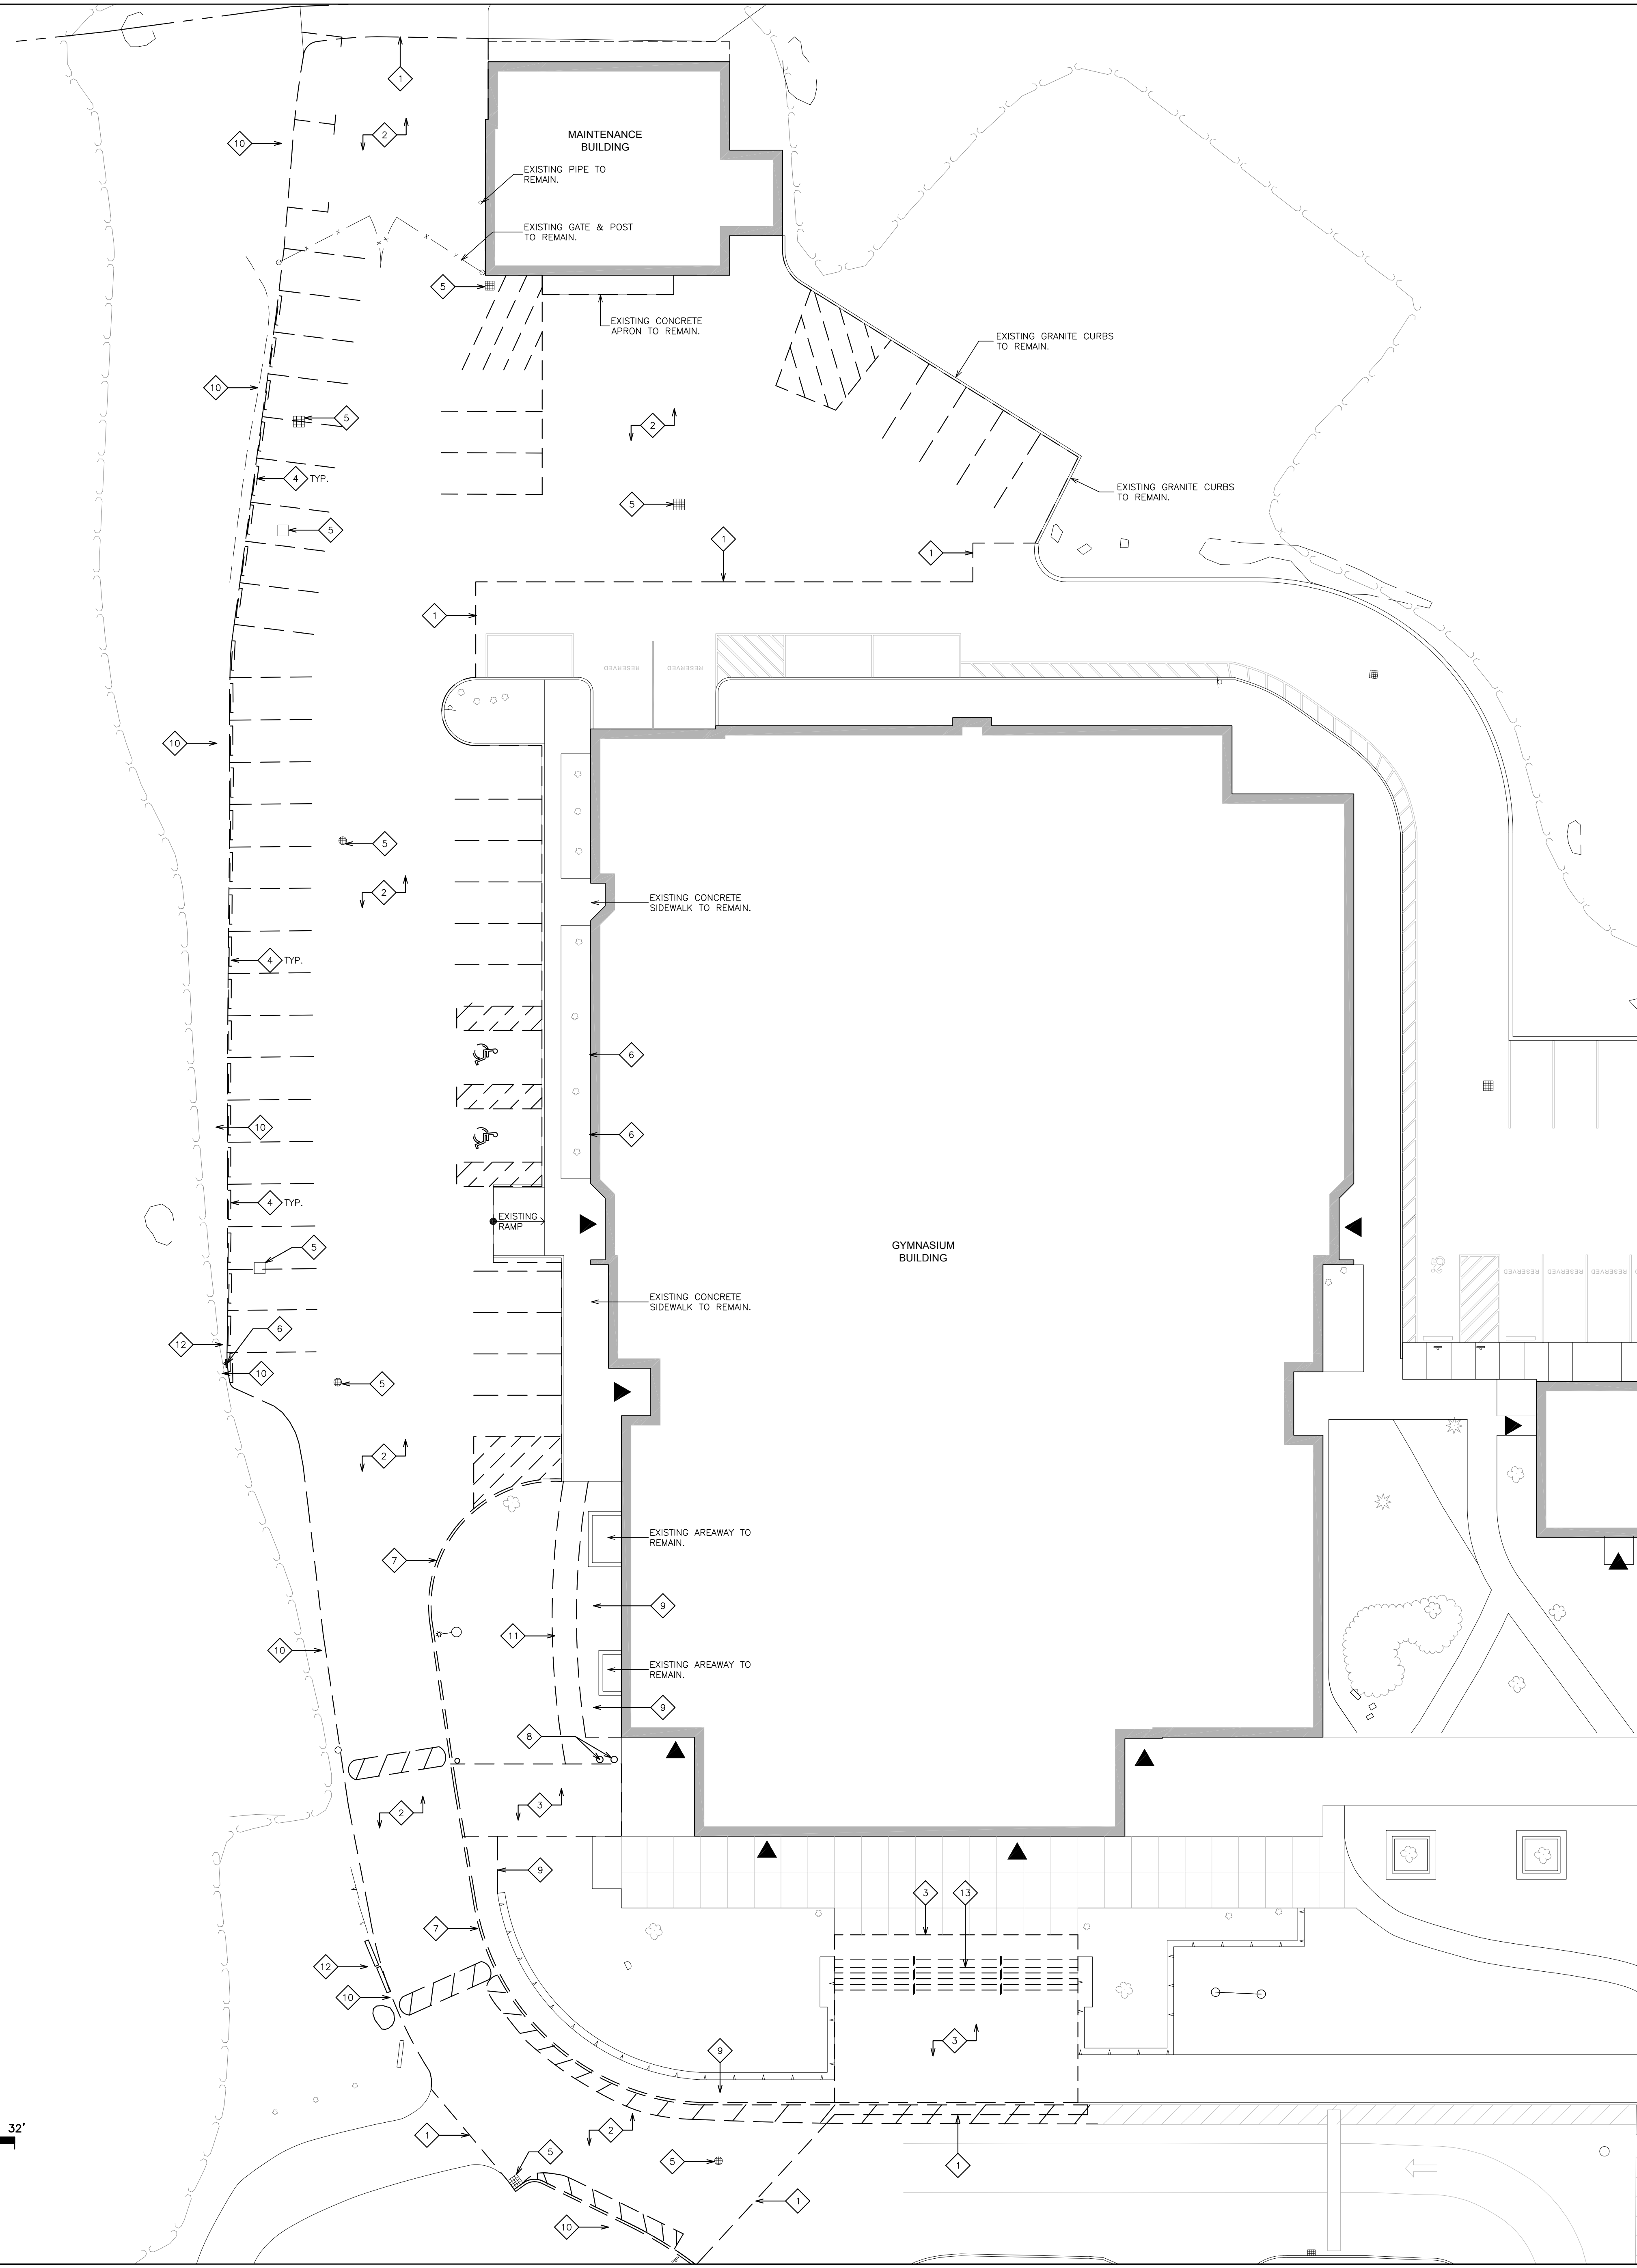 1
2
10
MAINTENANCE
BUILDING
EXISTING PIPE TO
REMAIN.
EXISTING GATE & POST
TO REMAIN.
5
EXISTING CONCRETE
APRON TO REMAIN.
EXISTING GRANITE CURBS
TO REMAIN.
10
5
2
4 TYP.
EXISTING GRANITE CURBS
TO REMAIN.
5
5
1
1
1
RESERVED
RESERVED
10
5
2
EXISTING CONCRETE
SIDEWALK TO REMAIN.
4 TYP.
6
10
6
4 TYP.
EXISTING
RAMP
5
GYMNASIUM
BUILDING
RESERVED
RESERVED
RESERVED
EXISTING CONCRETE
SIDEWALK TO REMAIN.
6
12
10
5
2
EXISTING AREAWAY TO
REMAIN.
7
9
11
10
EXISTING AREAWAY TO
REMAIN.
9
8
3
2
9
3
13
7
12
10
3
9
32'
1
2
5
5
1
1
10